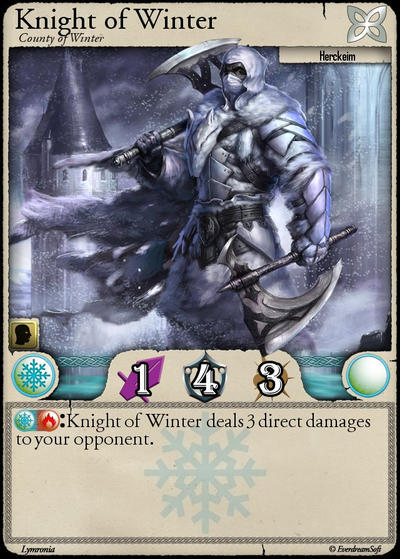 Knight of Winter
County of Winter
Herckeim
1 4 3
:Knight of Winter deals 3 direct damages
to your opponent.
Lymronia © EverdreamSoft